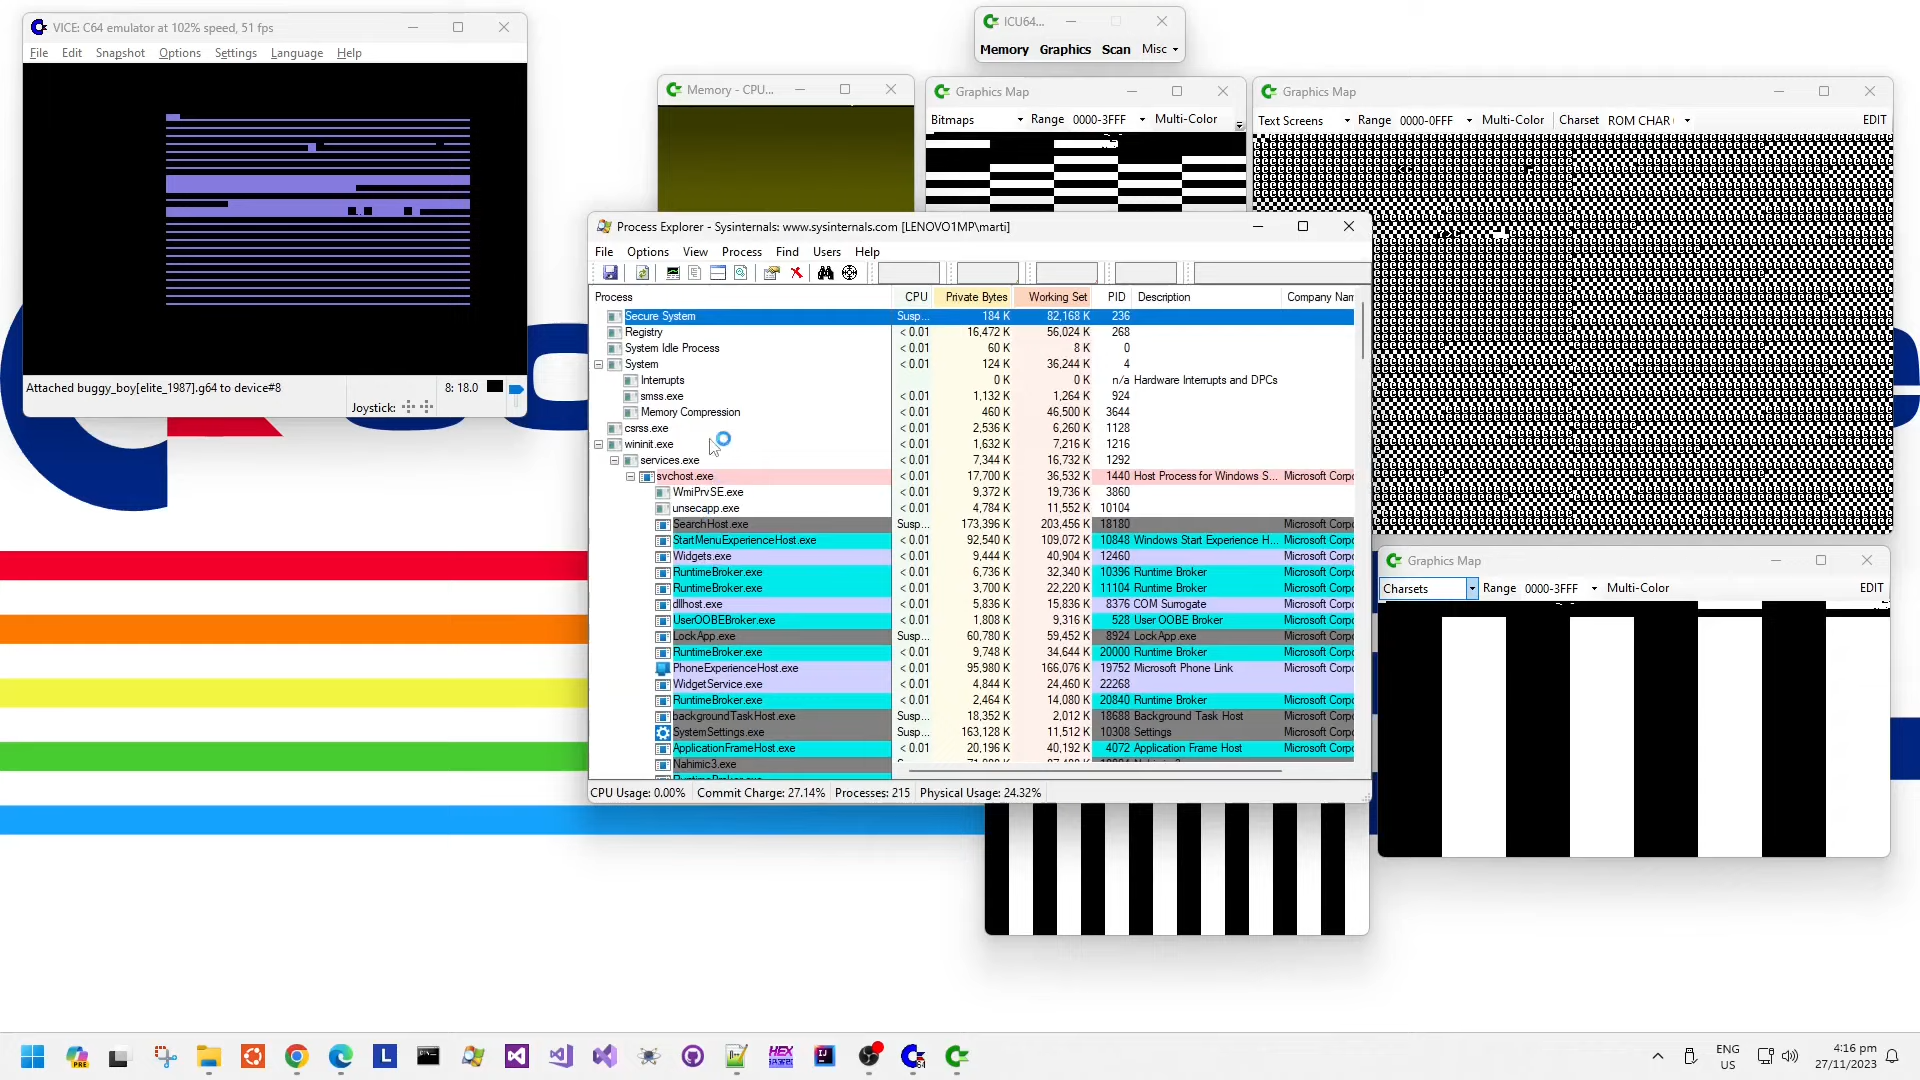 VICE: C64 emulator at 102% speed, 51 fps
File Edit Snapshot Options Settings Language Help
Attached buggy_boy[elite_1987].g64 to device#8
8: 18.0
Joystick:
ICU64...
Memory Graphics Scan Misc
Memory - CPU...
Graphics Map
Bitmaps Range 0000-3FFF Multi-Color
Graphics Map
Text Screens Range 0000-0FFF Multi-Color Charset ROM CHAR EDIT
Process Explorer - Sysinternals: www.sysinternals.com [LENOVO1MP\marti]
File Options View Process Find Users Help
Process CPU Private Bytes Working Set PID Description Company Nam
Secure System Susp... 184 K 82,168 K 236
Registry < 0.01 16,472 K 56,024 K 268
System Idle Process < 0.01 60 K 8 K 0
System < 0.01 124 K 36,244 K 4
Interrupts 0 K 0 K n/a Hardware Interrupts and DPCs
smss.exe < 0.01 1,132 K 1,264 K 924
Memory Compression < 0.01 460 K 46,500 K 3644
csrss.exe < 0.01 2,536 K 6,260 K 1128
wininit.exe < 0.01 1,632 K 7,216 K 1216
services.exe < 0.01 7,344 K 16,732 K 1292
svchost.exe < 0.01 17,700 K 36,532 K 1440 Host Process for Windows S... Microsoft Corpo
WmiPrvSE.exe < 0.01 9,372 K 19,736 K 3860
unsecapp.exe < 0.01 4,784 K 11,552 K 10104
SearchHost.exe Susp... 173,396 K 203,456 K 18180 Microsoft Corpo
StartMenuExperienceHost.exe < 0.01 92,540 K 109,072 K 10848 Windows Start Experience H... Microsoft Corpo
Widgets.exe < 0.01 9,444 K 40,904 K 12460 Microsoft Corpo
RuntimeBroker.exe < 0.01 6,736 K 32,340 K 10396 Runtime Broker Microsoft Corpo
RuntimeBroker.exe < 0.01 3,700 K 22,220 K 11104 Runtime Broker Microsoft Corpo
dllhost.exe < 0.01 5,836 K 15,836 K 8376 COM Surrogate Microsoft Corpo
UserOOBEBroker.exe < 0.01 1,808 K 9,316 K 528 User OOBE Broker Microsoft Corpo
LockApp.exe Susp... 60,780 K 59,452 K 8924 LockApp.exe Microsoft Corpo
RuntimeBroker.exe < 0.01 9,748 K 34,644 K 20000 Runtime Broker Microsoft Corpo
PhoneExperienceHost.exe < 0.01 95,980 K 166,076 K 19752 Microsoft Phone Link Microsoft Corpo
WidgetService.exe < 0.01 4,844 K 24,460 K 22268
RuntimeBroker.exe < 0.01 2,464 K 14,080 K 20840 Runtime Broker Microsoft Corpo
backgroundTaskHost.exe Susp... 18,352 K 2,012 K 18688 Background Task Host Microsoft Corpo
SystemSettings.exe Susp... 163,128 K 11,512 K 10308 Settings Microsoft Corpo
ApplicationFrameHost.exe < 0.01 20,196 K 40,192 K 4072 Application Frame Host Microsoft Corpo
Nahimic3.exe
CPU Usage: 0.00% Commit Charge: 27.14% Processes: 215 Physical Usage: 24.32%
Graphics Map
Charsets Range 0000-3FFF Multi-Color EDIT
ENG
US
4:16 pm
27/11/2023